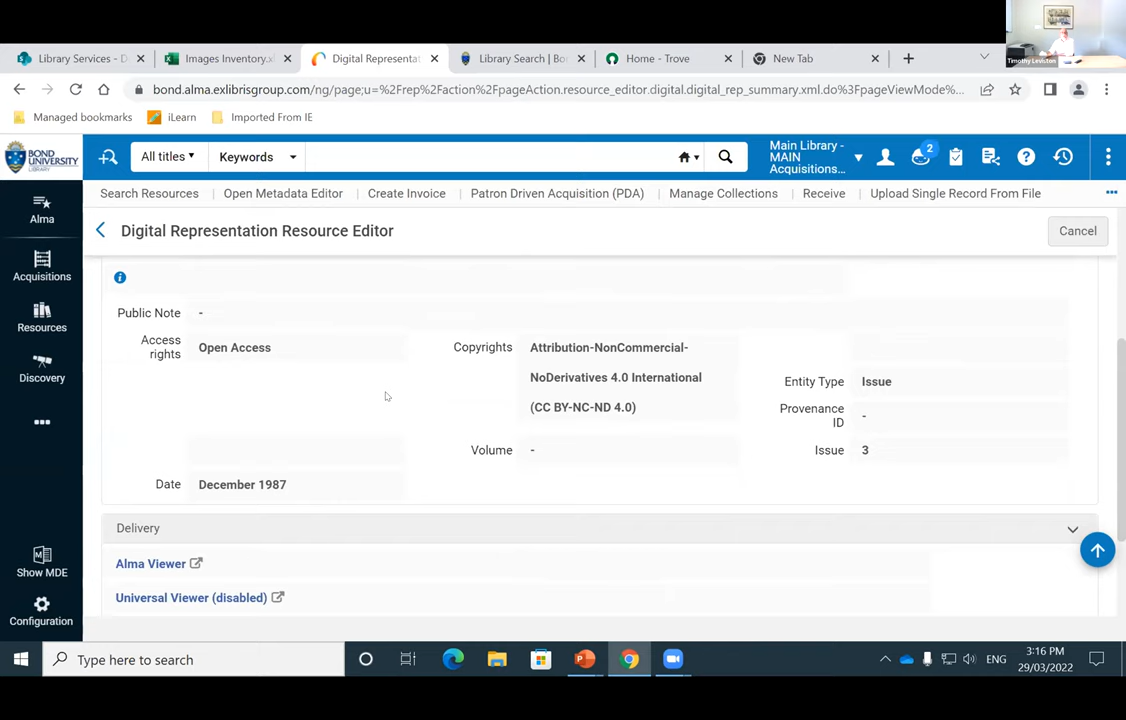 Timothy Leviston
Library Services - D
Images Inventory.x
Digital Representat
Library Search | Bo
Home - Trove
New Tab
bond.alma.exlibrisgroup.com/ng/page;u=%2Frep%2Faction%2FpageAction.resource_editor.digital.digital_rep_summary.xml.do%3FpageViewMode%...
Managed bookmarks
iLearn
Imported From IE
BOND
UNIVERSITY
LIBRARY
All titles
Keywords
Main Library -
MAIN
Acquisitions...
2
Search Resources
Open Metadata Editor
Create Invoice
Patron Driven Acquisition (PDA)
Manage Collections
Receive
Upload Single Record From File
Alma
Acquisitions
Resources
Discovery
Show MDE
Configuration
Digital Representation Resource Editor
Cancel
Public Note -
Access
rights
Open Access
Copyrights
Attribution-NonCommercial-
NoDerivatives 4.0 International
(CC BY-NC-ND 4.0)
Entity Type Issue
Provenance
ID
-
Volume -
Issue 3
Date December 1987
Delivery
Alma Viewer
Universal Viewer (disabled)
Type here to search
ENG
3:16 PM
29/03/2022